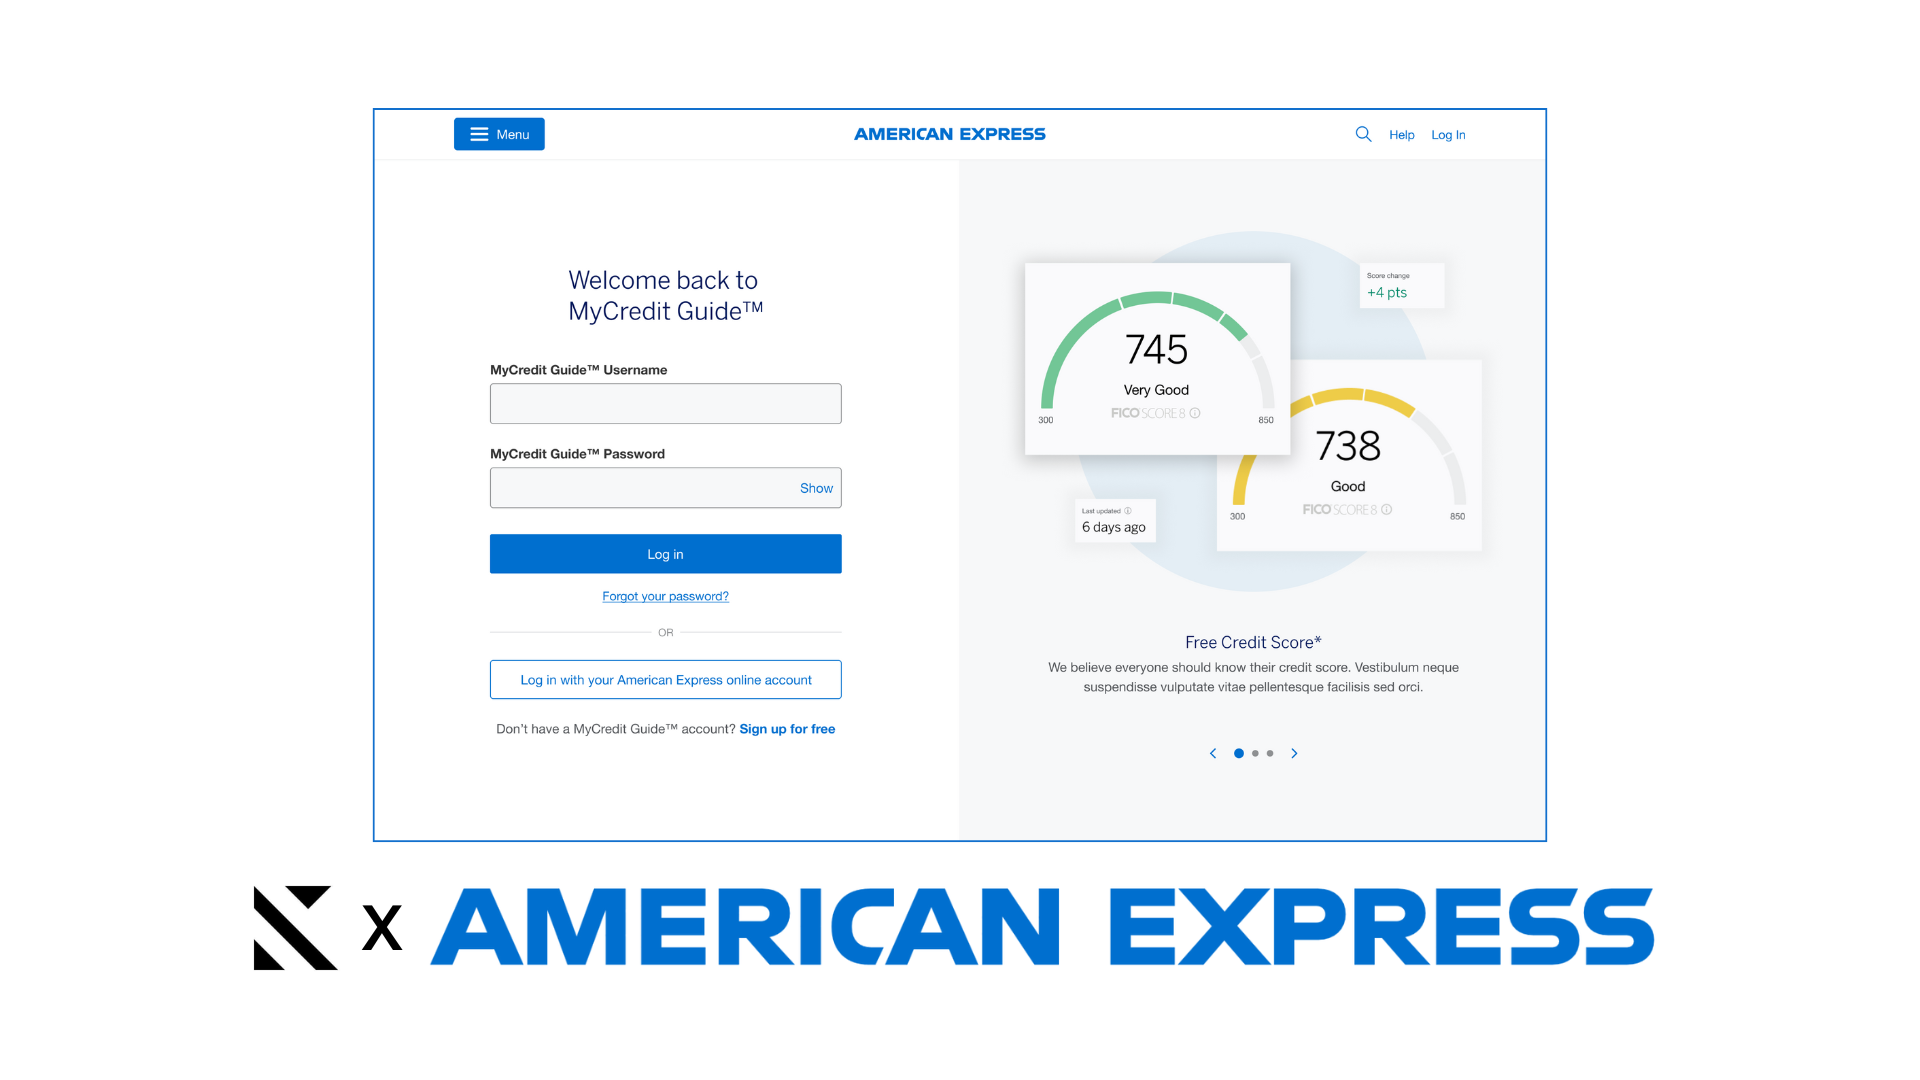 Menu
AMERICAN EXPRESS
Help
Log In
Welcome back to
MyCredit Guide™
MyCredit Guide™ Username
MyCredit Guide™ Password
Show
Log in
Forgot your password?
OR
Log in with your American Express online account
Don't have a MyCredit Guide™ account? Sign up for free
745
Very Good
FICO SCORE 8
300
850
Score change
+4 pts
738
Good
FICO SCORE 8
300
850
Last updated
6 days ago
Free Credit Score*
We believe everyone should know their credit score. Vestibulum neque
suspendisse vulputate vitae pellentesque facilisis sed orci.
X AMERICAN EXPRESS